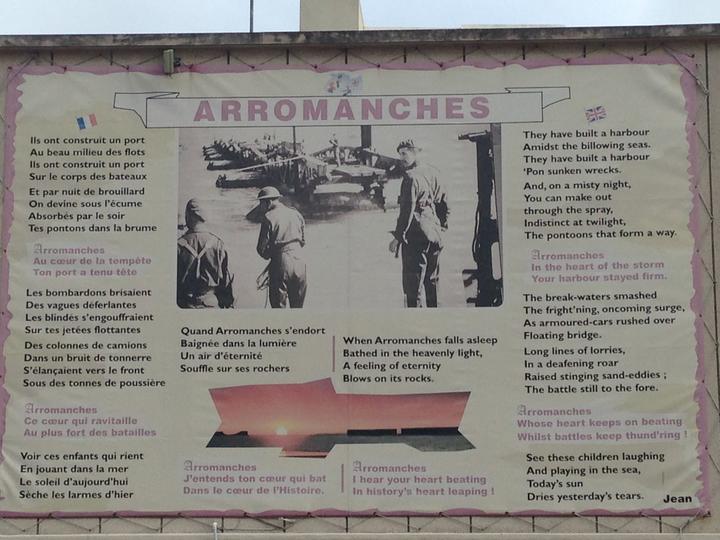 ARROMANCHES
Ils ont construit un port
Au beau milieu des flots
Ils ont construit un port
Sur le corps des bateaux
Et par nuit de brouillard
On devine sous l'écume
Absorbés par le soir
Tes pontons dans la brume
Arromanches
Au cœur de la tempête
Ton port a tenu tête
Les bombardons brisaient
Des vagues déferlantes
Les blindés s'engouffraient
Sur tes jetées flottantes
Des colonnes de camions
Dans un bruit de tonnerre
S'élançaient vers le front
Sous des tonnes de poussière
Arromanches
Ce cœur qui ravitaille
Au plus fort des batailles
Voir ces enfants qui rient
En jouant dans la mer
Le soleil d'aujourd'hui
Sèche les larmes d'hier
Quand Arromanches s'endort
Baignée dans la lumière
Un air d'éternité
Souffle sur ses rochers
Arromanches
J'entends ton cœur qui bat
Dans le cœur de l'Histoire.
When Arromanches falls asleep
Bathed in the heavenly light,
A feeling of eternity
Blows on its rocks.
Arromanches
I hear your heart beating
In history's heart leaping !
They have built a harbour
Amidst the billowing seas.
They have built a harbour
'Pon sunken wrecks.
And, on a misty night,
You can make out
through the spray,
Indistinct at twilight,
The pontoons that form a way.
Arromanches
In the heart of the storm
Your harbour stayed firm.
The break-waters smashed
The fright'ning, oncoming surge,
As armoured-cars rushed over
Floating bridge.
Long lines of lorries,
In a deafening roar
Raised stinging sand-eddies ;
The battle still to the fore.
Arromanches
Whose heart keeps on beating
Whilst battles keep thund'ring !
See these children laughing
And playing in the sea,
Today's sun
Dries yesterday's tears.
Jean